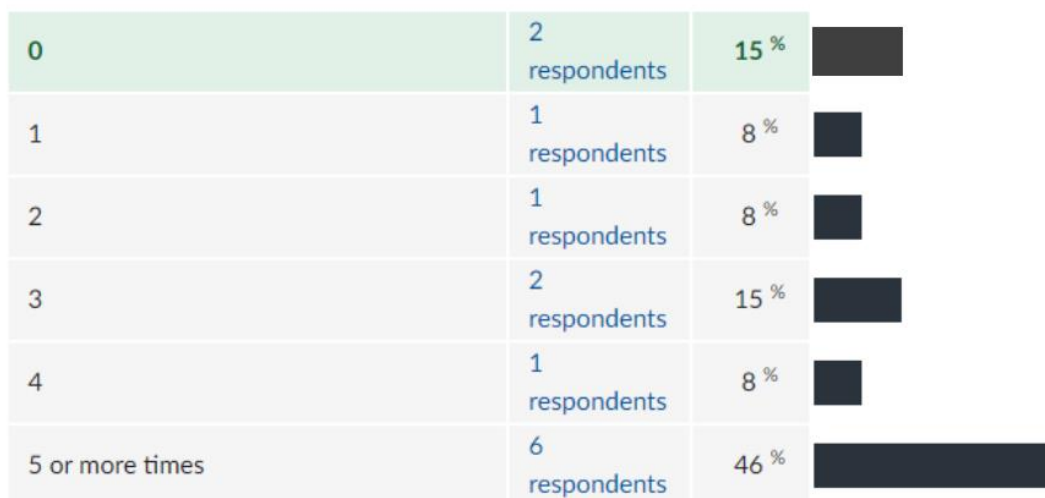 0
2
respondents
15 %
1
1
respondents
8 %
2
1
respondents
8 %
3
2
respondents
15 %
4
1
respondents
8 %
5 or more times
6
respondents
46 %